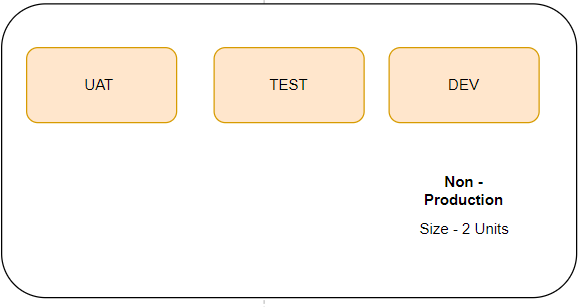 UAT TEST DEV
Non -
Production
Size - 2 Units